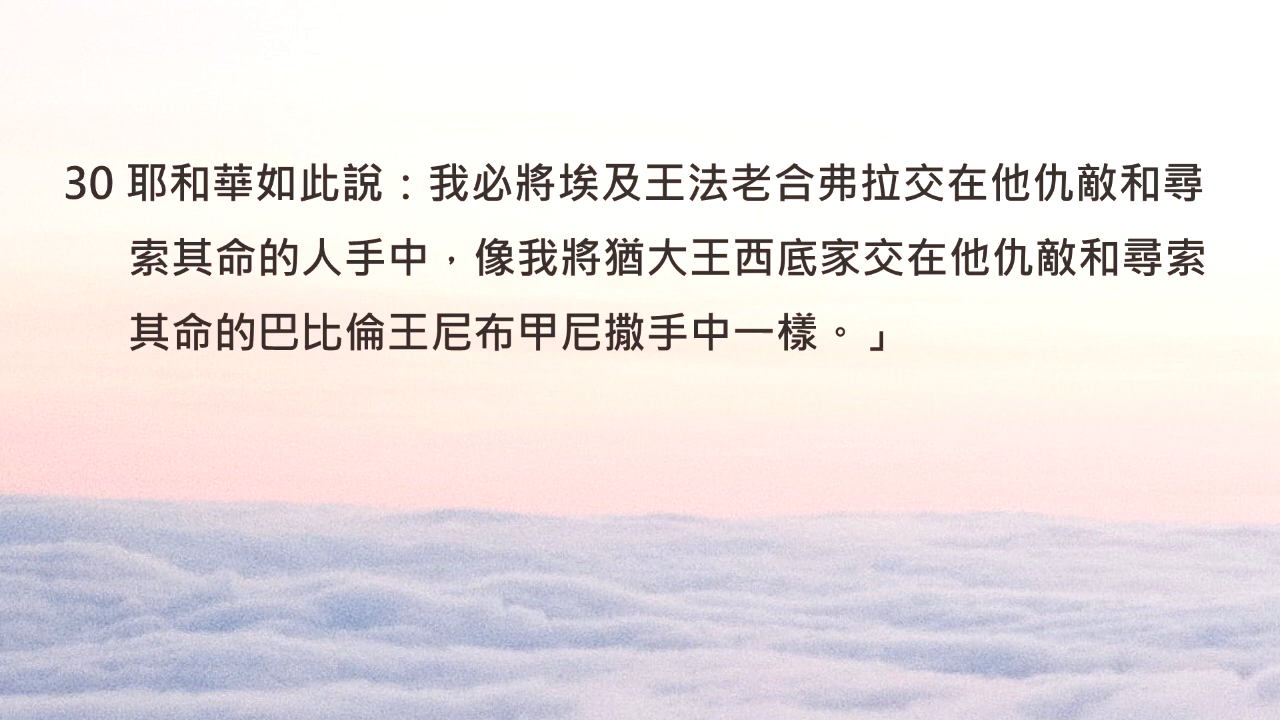 30 耶和華如此說：我必將埃及王法老合弗拉交在他仇敵和尋
索其命的人手中，像我將猶大王西底家交在他仇敵和尋索
其命的巴比倫王尼布甲尼撒手中一樣。」